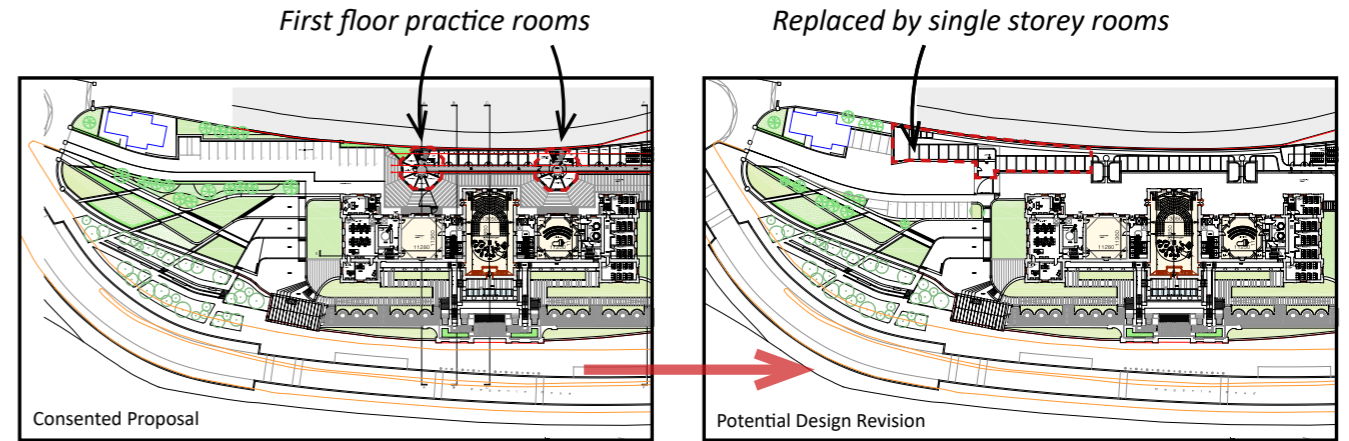 First floor practice rooms
Replaced by single storey rooms
Consented Proposal
Potential Design Revision